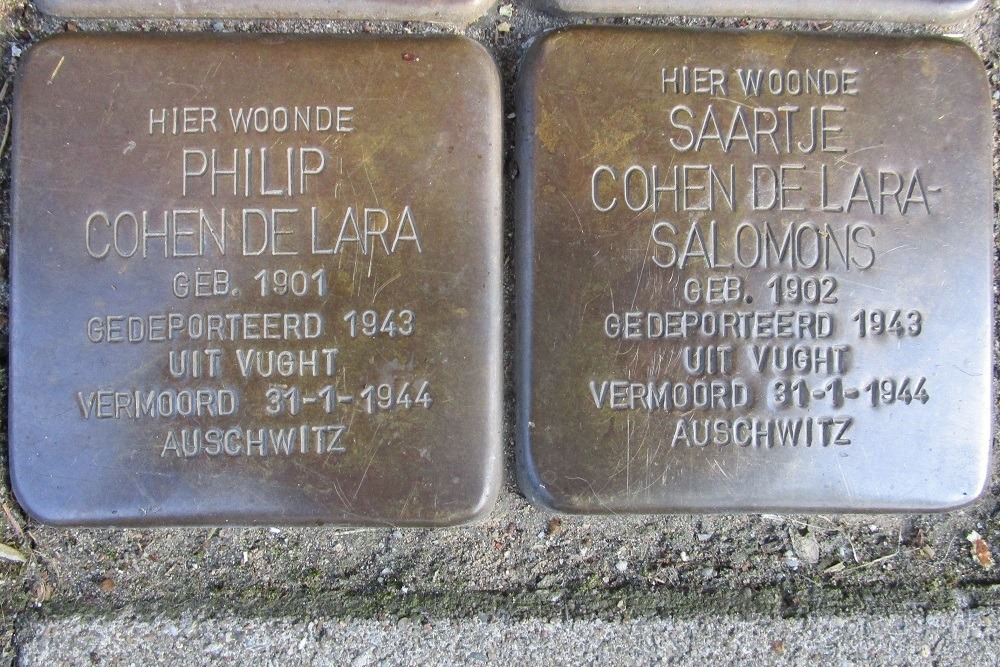 HIER WOONDE
PHILIP
COHEN DE LARA
GEB. 1901
GEDEPORTEERD 1943
UIT VUGHT
VERMOORD 31-1-1944
AUSCHWITZ
HIER WOONDE
SAARTJE
COHEN DE LARA-
SALOMONS
GEB. 1902
GEDEPORTEERD 1943
UIT VUGHT
VERMOORD 31-1-1944
AUSCHWITZ